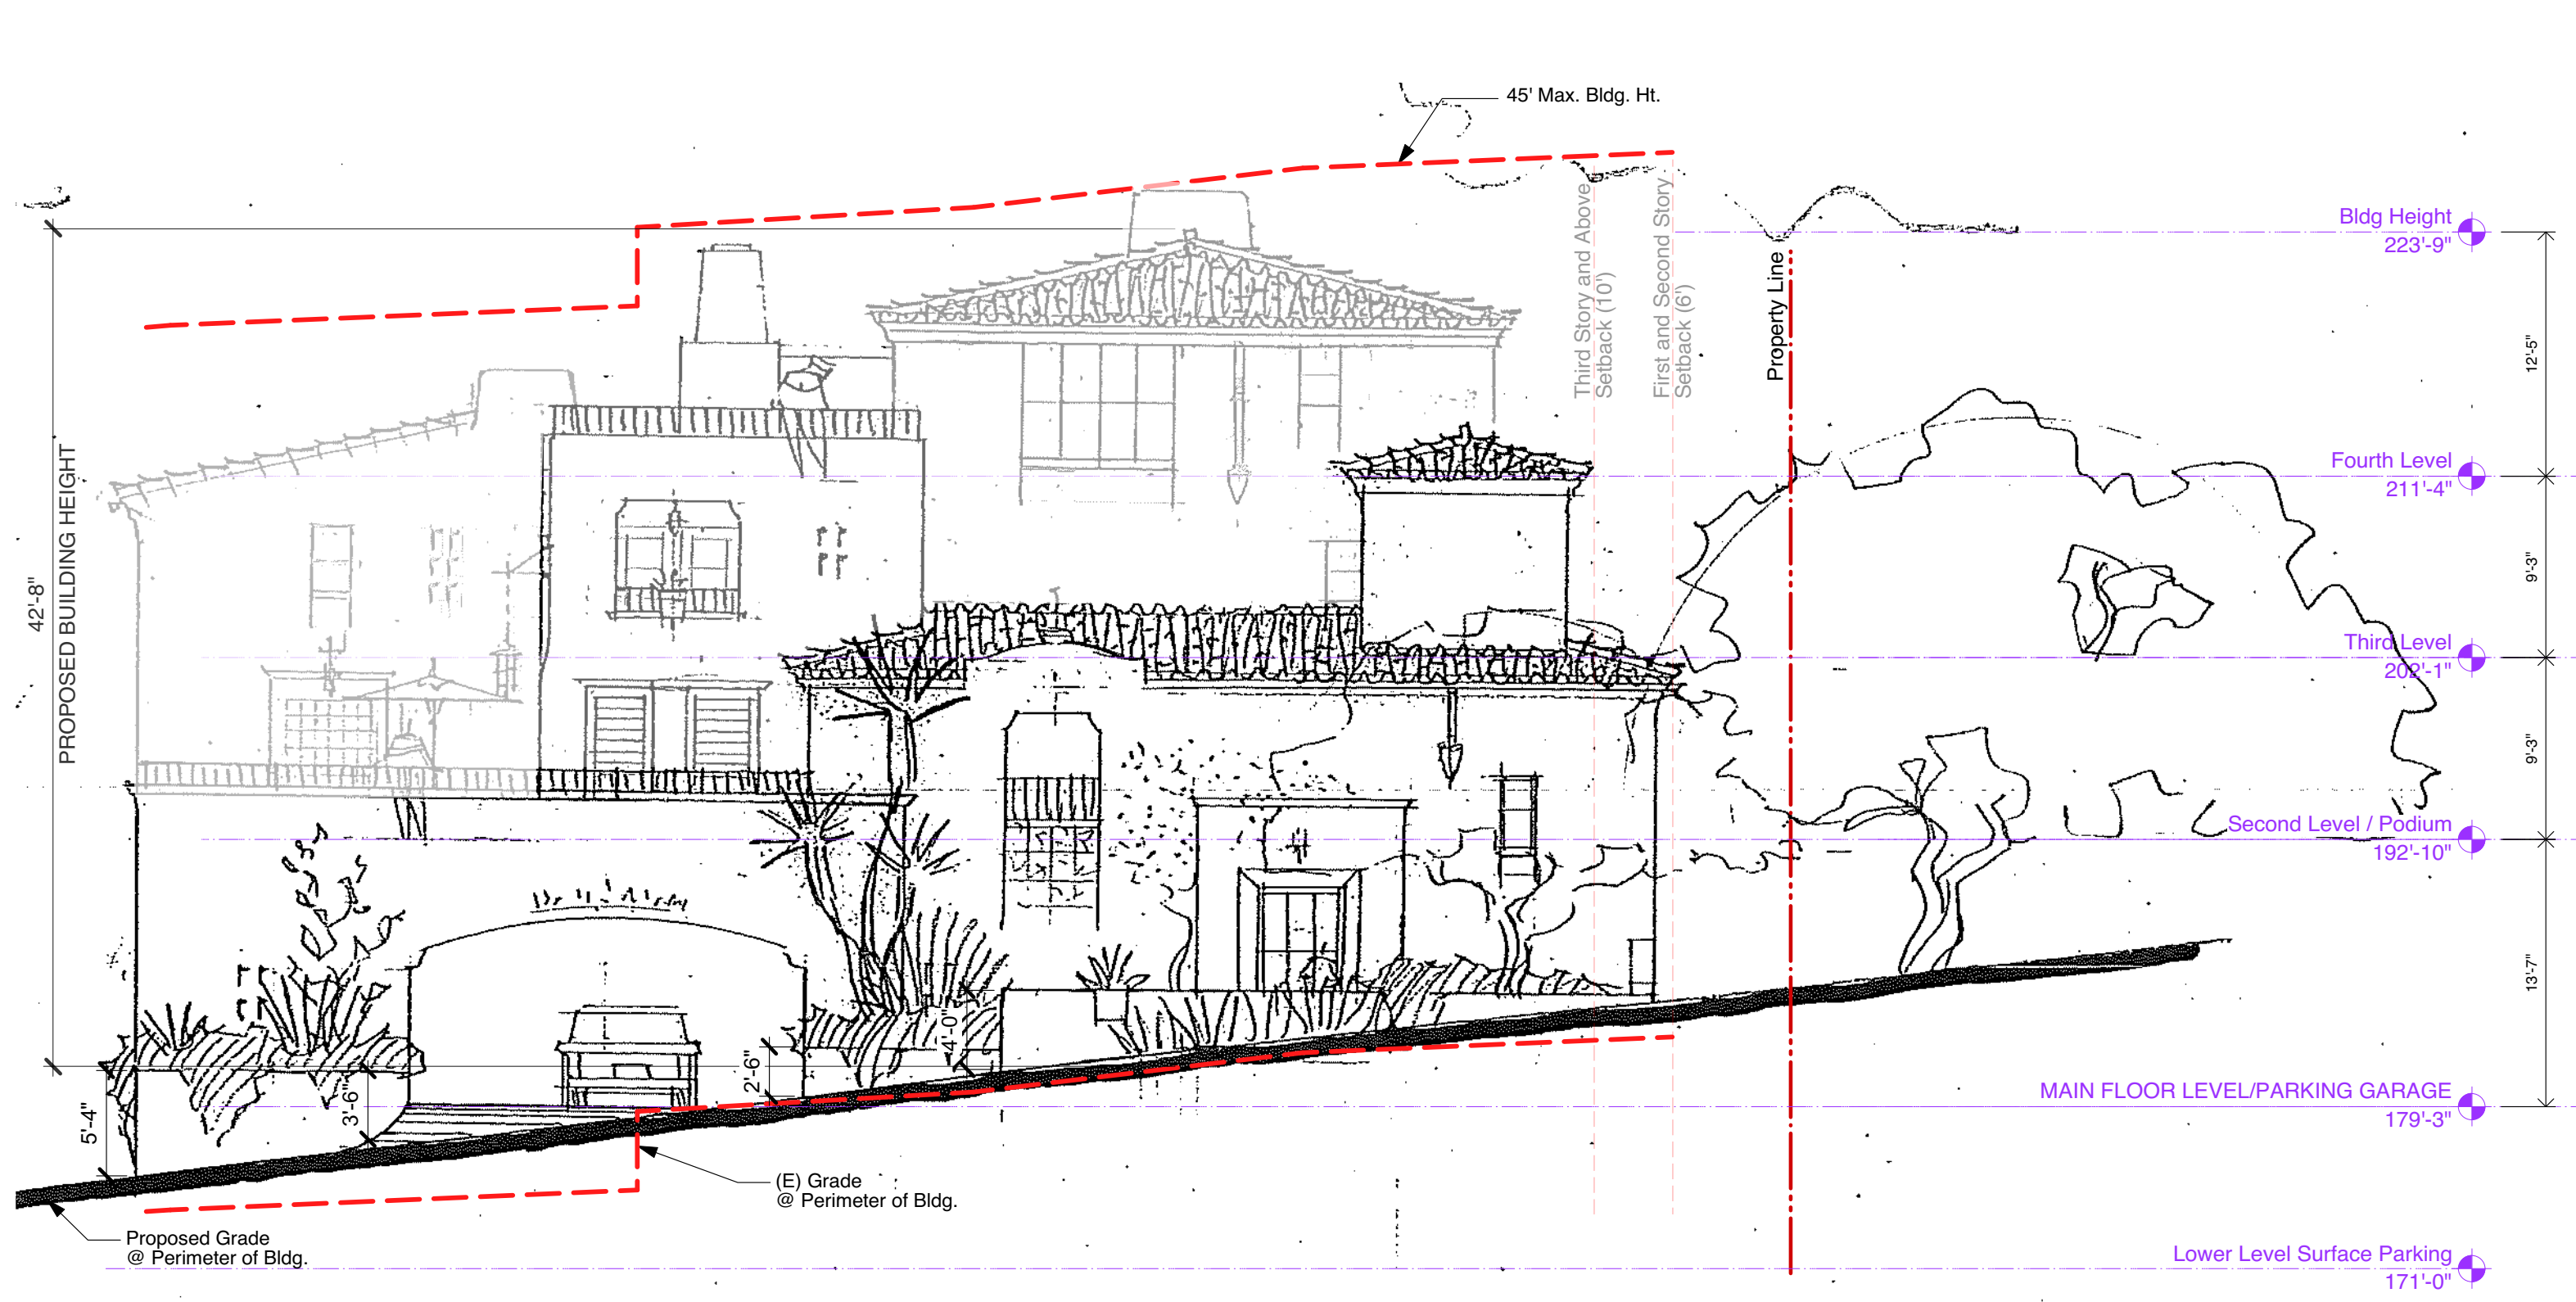 45' Max. Bldg. Ht.
Third Story and Above
Setback (10')
First and Second Story
Setback (6')
Property Line
Bldg Height
223'-9"
12'-5"
Fourth Level
211'-4"
9'-3"
Third Level
202'-1"
9'-3"
Second Level / Podium
192'-10"
13'-7"
MAIN FLOOR LEVEL/PARKING GARAGE
179'-3"
Lower Level Surface Parking
171'-0"
42'-8"
PROPOSED BUILDING HEIGHT
5'-4"
3'-6"
2'-6"
4'-0"
(E) Grade
@ Perimeter of Bldg.
Proposed Grade
@ Perimeter of Bldg.